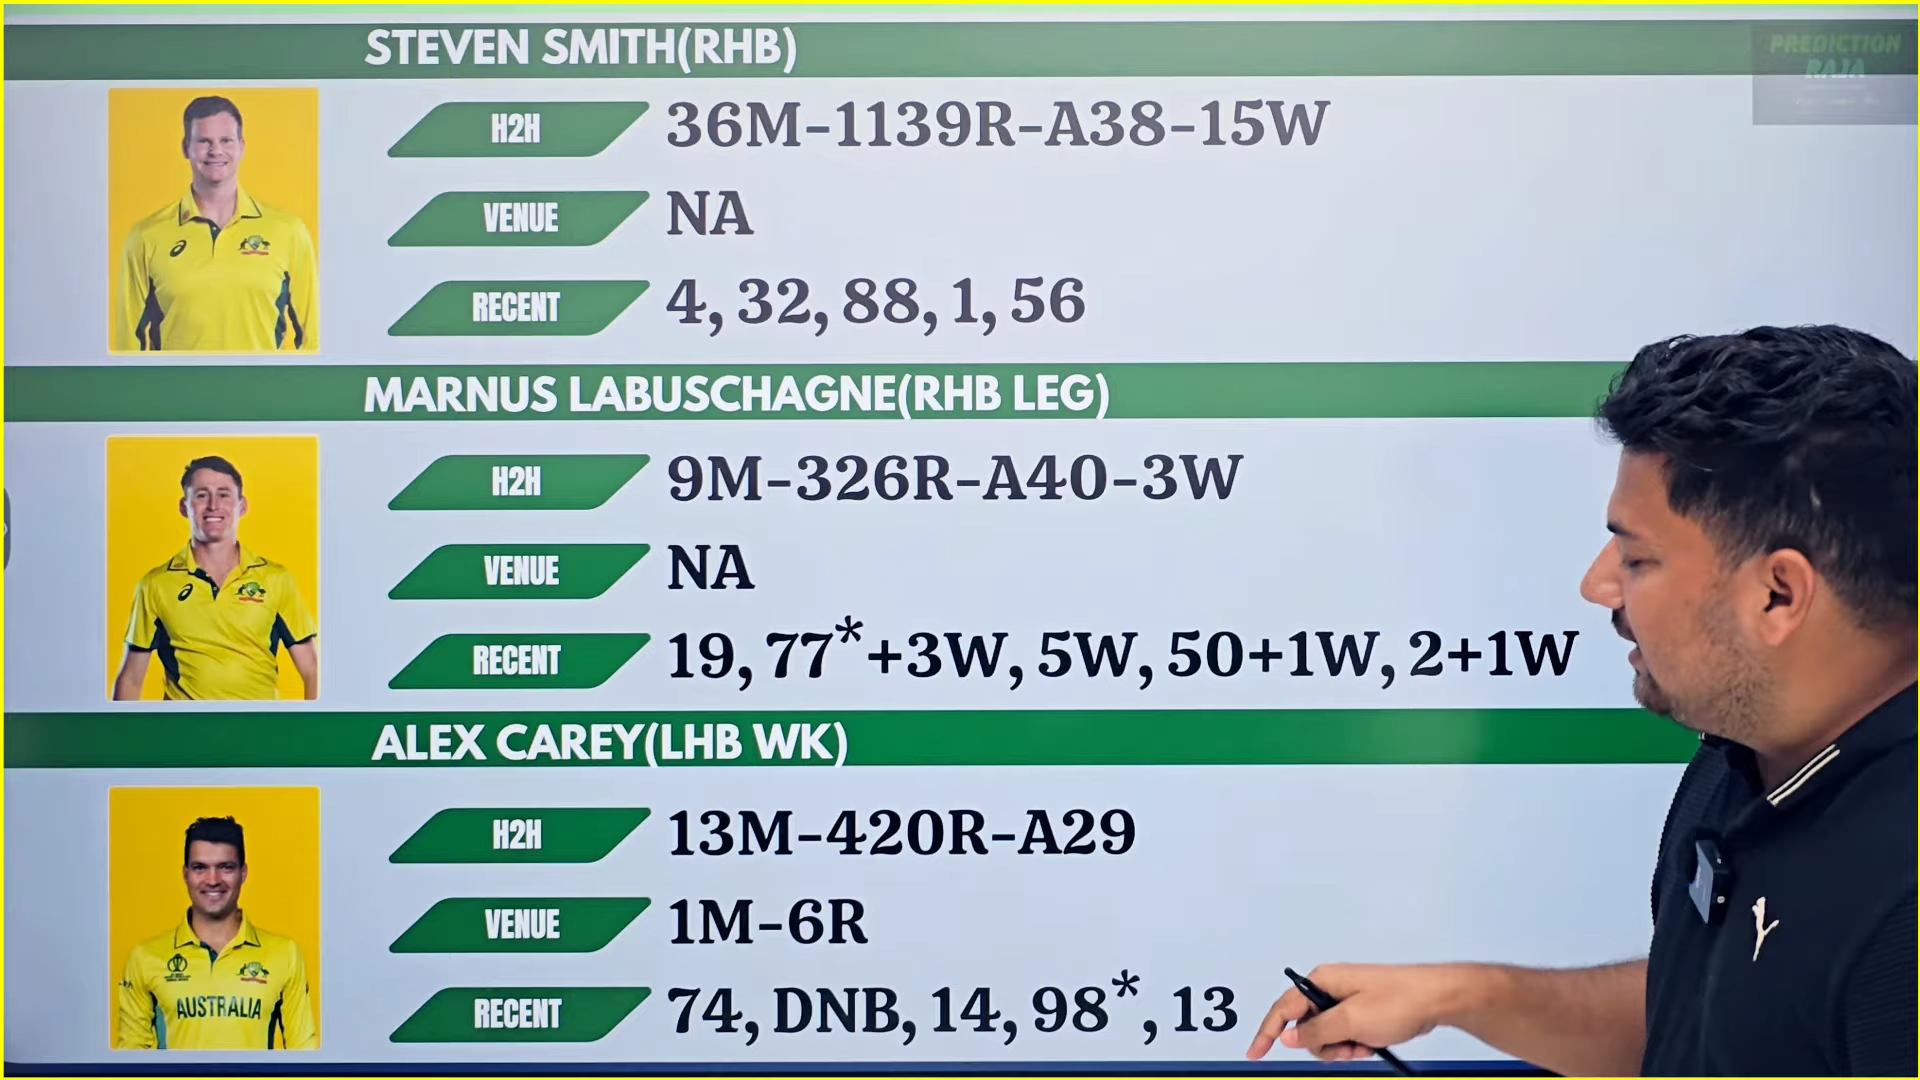 STEVEN SMITH(RHB)
PREDICTION
RAJA
H2H 36M-1139R-A38-15W
VENUE NA
RECENT 4, 32, 88, 1, 56
MARNUS LABUSCHAGNE(RHB LEG)
H2H 9M-326R-A40-3W
VENUE NA
RECENT 19, 77*+3W, 5W, 50+1W, 2+1W
ALEX CAREY(LHB WK)
H2H 13M-420R-A29
VENUE 1M-6R
AUSTRALIA
RECENT 74, DNB, 14, 98*, 13